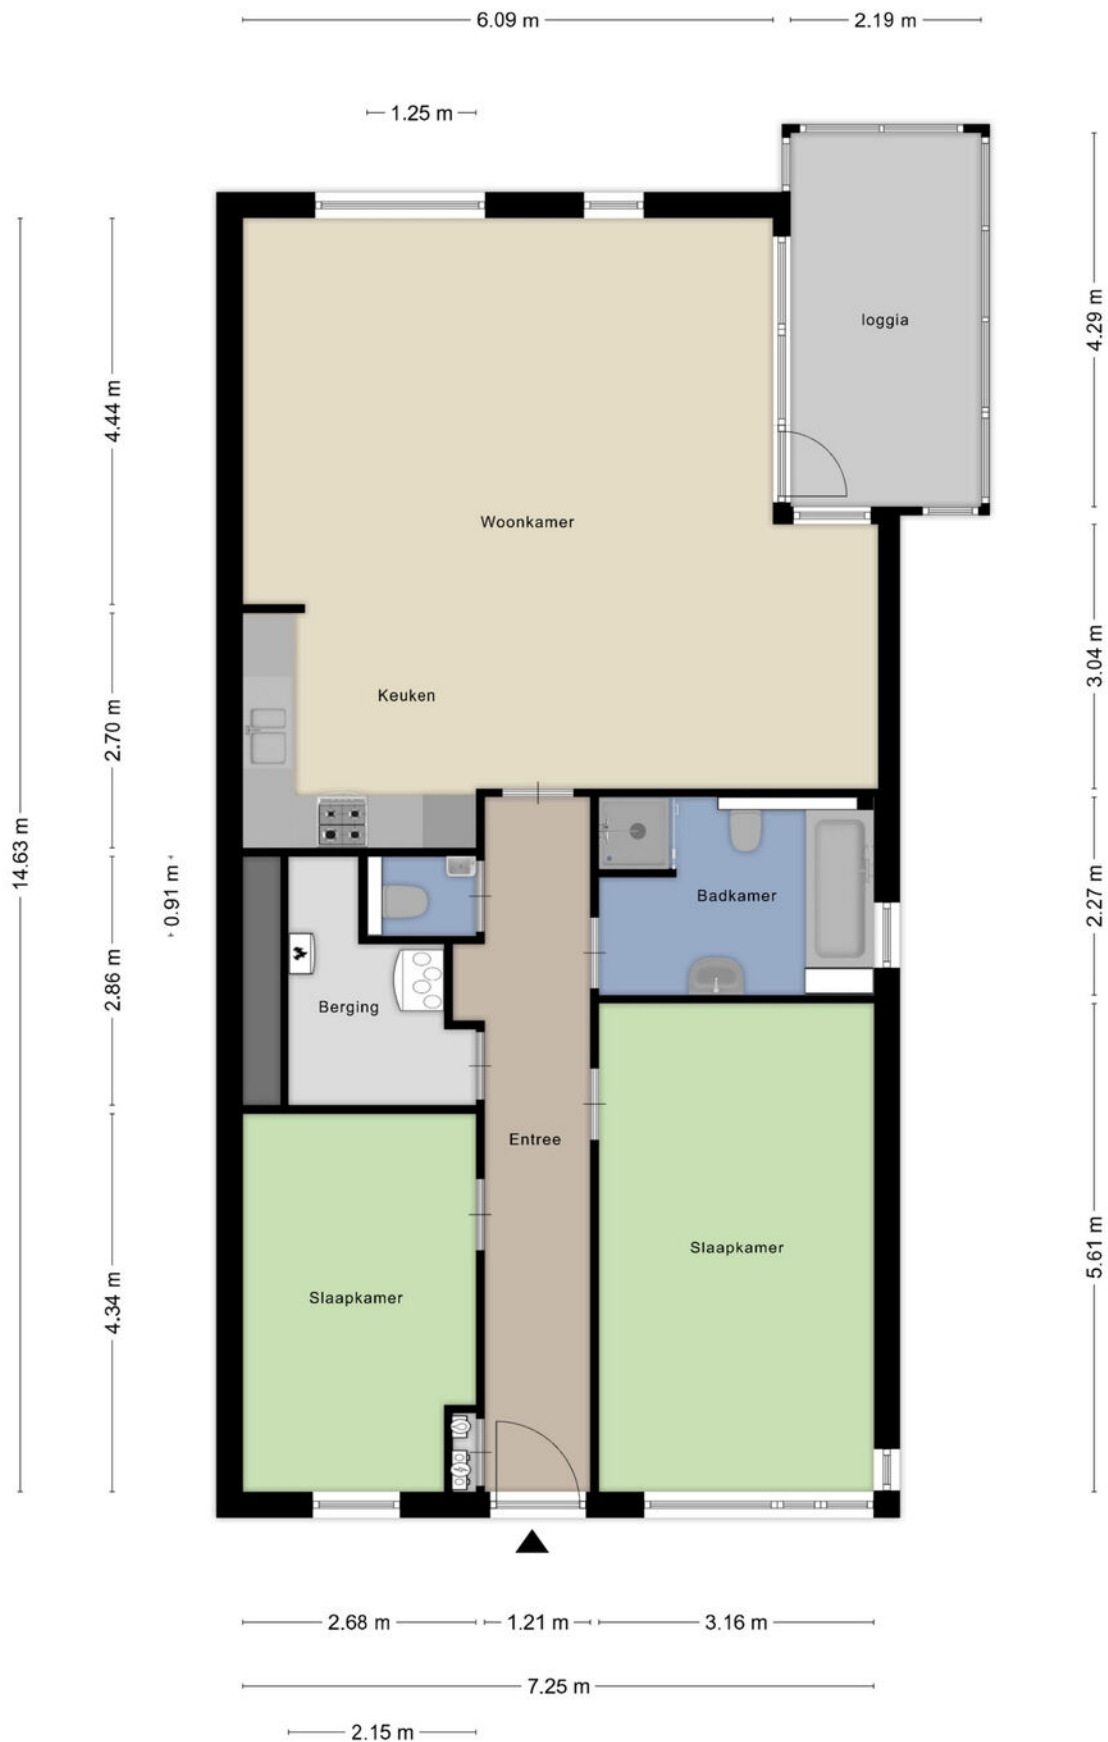 6.09 m
2.19 m
1.25 m
4.29 m
loggia
4.44 m
Woonkamer
3.04 m
Keuken
2.70 m
14.63 m
0.91 m
Badkamer
2.27 m
2.86 m
Berging
Entree
Slaapkamer
5.61 m
Slaapkamer
4.34 m
2.68 m
1.21 m
3.16 m
7.25 m
2.15 m